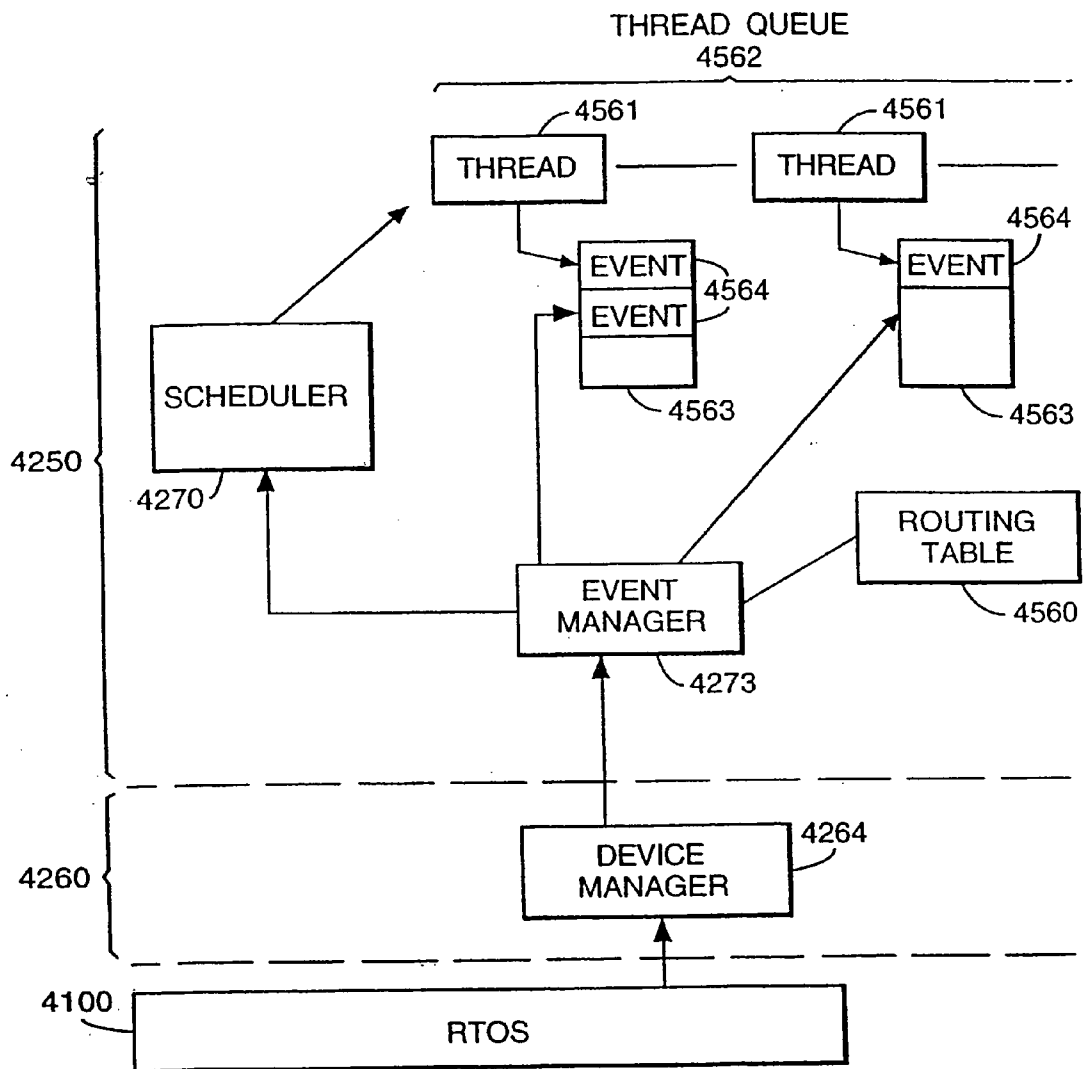 THREAD QUEUE
4562
4561
4561
THREAD
THREAD
4564
EVENT
4564
EVENT
EVENT
SCHEDULER
4563
4563
4250
4270
ROUTING
TABLE
EVENT
MANAGER
4560
4273
4264
DEVICE
MANAGER
4260
4100
RTOS